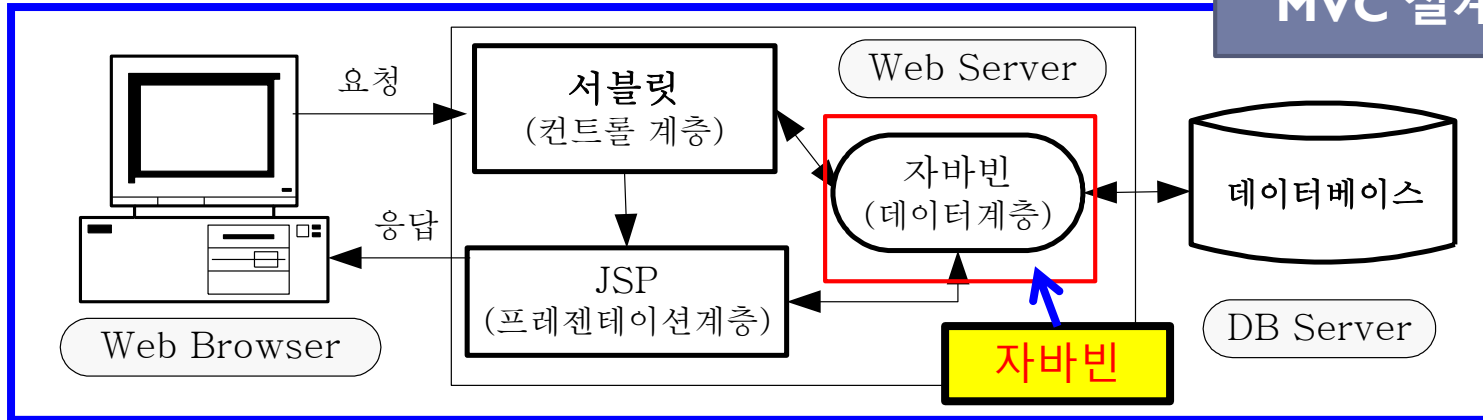 MVC
요청
서블릿
(컨트롤 계층)
Web Server
자바빈
(데이터계층)
데이터베이스
응답
JSP
(프레젠테이션계층)
Web Browser
자바빈
DB Server